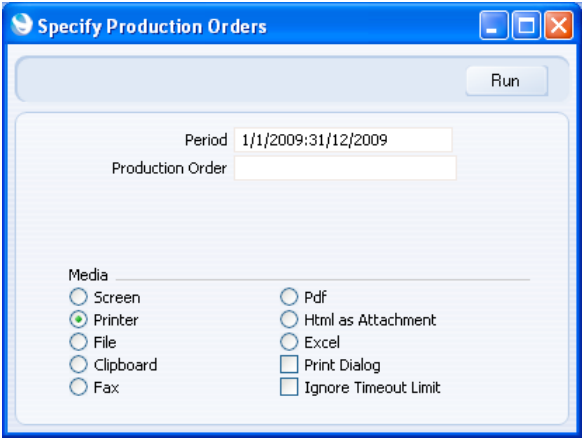 Specify Production Orders
Run
Period 1/1/2009:31/12/2009
Production Order
Media
Screen
Printer
File
Clipboard
Fax
Pdf
Html as Attachment
Excel
Print Dialog
Ignore Timeout Limit